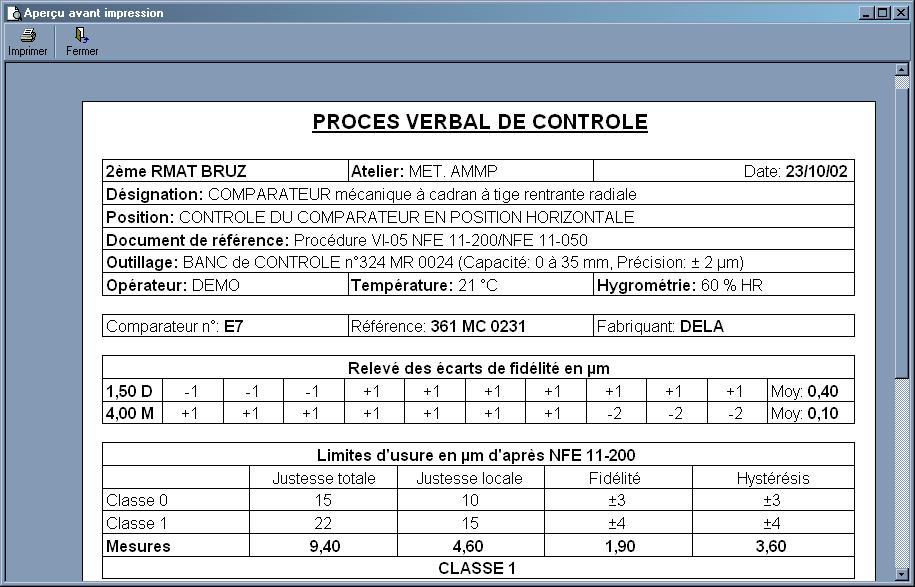 Aperçu avant impression
Imprimer Fermer
PROCES VERBAL DE CONTROLE
2ème RMAT BRUZ Atelier: MET. AMMP Date: 23/10/02
Désignation: COMPARATEUR mécanique à cadran à tige rentrante radiale
Position: CONTROLE DU COMPARATEUR EN POSITION HORIZONTALE
Document de référence: Procédure VI-05 NFE 11-200/NFE 11-050
Outillage: BANC de CONTROLE n°324 MR 0024 (Capacité: 0 à 35 mm, Précision: ± 2 µm)
Opérateur: DEMO Température: 21 °C Hygrométrie: 60 % HR
Comparateur n°: E7 Référence: 361 MC 0231 Fabriquant: DELA
Relevé des écarts de fidélité en µm
1,50 D -1 -1 -1 +1 +1 +1 +1 +1 +1 +1 Moy: 0,40
4,00 M +1 +1 +1 +1 +1 +1 +1 -2 -2 -2 Moy: 0,10
Limites d'usure en µm d'après NFE 11-200
Justesse totale Justesse locale Fidélité Hystérésis
Classe 0 15 10 ±3 ±3
Classe 1 22 15 ±4 ±4
Mesures 9,40 4,60 1,90 3,60
CLASSE 1